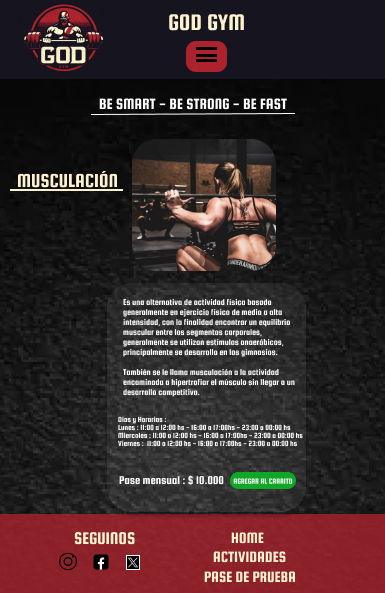 GOD GYM
GOD
BE SMART - BE STRONG - BE FAST
MUSCULACIÓN
Es una alternativa de actividad física basada
generalmente en ejercicio físico de media o alta
intensidad, con la finalidad encontrar un equilibrio
muscular entre los segmentos corporales,
generalmente se utilizan estímulos anaeróbicos,
principalmente se desarrolla en los gimnasios.
También se le llama musculación a la actividad
encaminada a hipertrofiar el músculo sin llegar a un
desarrollo competitivo.
Días y Horarios :
Lunes : 11:00 a 12:00 hs - 16:00 a 17:00hs - 23:00 a 00:00 hs
Miercoles : 11:00 a 12:00 hs - 16:00 a 17:00hs - 23:00 a 00:00 hs
Viernes : 11:00 a 12:00 hs - 16:00 a 17:00hs - 23:00 a 00:00 hs
Pase mensual : $ 10.000
AGREGAR AL CARRITO
SEGUINOS
HOME
ACTIVIDADES
PASE DE PRUEBA